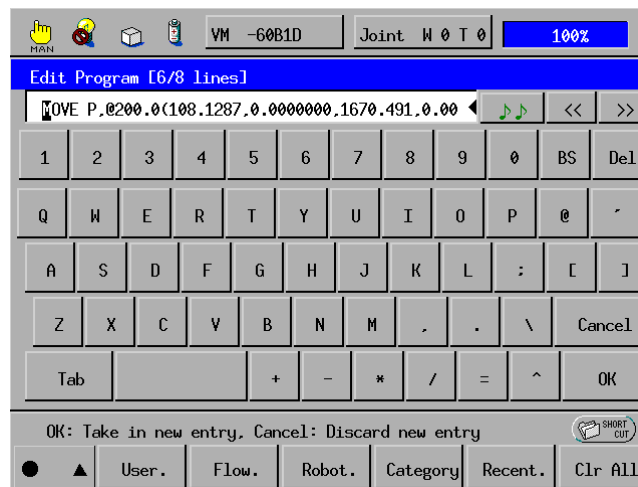 MAN VM -60B1D Joint W 0 T 0 100%
Edit Program [6/8 lines]
MOVE P,@200.0(108.1287,0.0000000,1670.491,0.00 << >>
1 2 3 4 5 6 7 8 9 0 BS Del
Q W E R T Y U I O P @ ´
A S D F G H J K L ; [ ]
Z X C V B N M , . \ Cancel
Tab + - * / = ^ OK
OK: Take in new entry, Cancel: Discard new entry SHORT CUT
User. Flow. Robot. Category Recent. Clr All